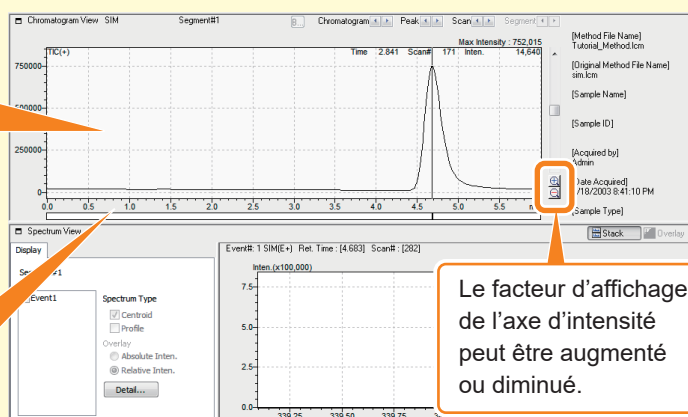 Chromatogram View SIM Segment#1 Chromatogram Peak Scan Segment
Max Intensity : 752,015
TIC(+) Time 2.841 Scan# 171 Inten. 14,640
750000
500000
250000
0
0.0 0.5 1.0 1.5 2.0 2.5 3.0 3.5 4.0 4.5 5.0 5.5
[Method File Name]
Tutorial_Method.lcm
[Original Method File Name]
sim.lcm
[Sample Name]
[Sample ID]
[Acquired by]
Admin
[Date Acquired]
/18/2003 8:41:10 PM
[Sample Type]
Spectrum View
Stack Overlay
Display
Event#: 1 SIM(E+) Ret. Time : [4.683] Scan# : [282]
Event1
Spectrum Type
Centroid
Profile
Overlay
Absolute Inten.
Relative Inten.
Detail...
Inten.(x100,000)
7.5
5.0
2.5
0.0
339.25 339.50 339.75
Le facteur d'affichage
de l'axe d'intensité
peut être augmenté
ou diminué.